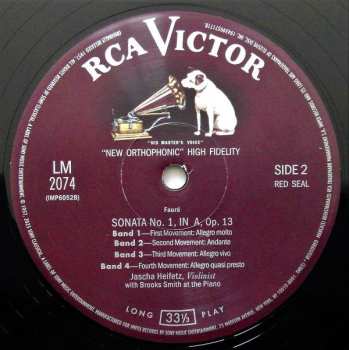 RCA VICTOR
"HIS MASTER'S VOICE"
"NEW ORTHOPHONIC" HIGH FIDELITY
LM
2074
(IMP6052B)
SIDE 2
RED SEAL
Fauré
SONATA No. 1, IN A, Op. 13
Band 1—First Movement: Allegro molto
Band 2—Second Movement: Andante
Band 3—Third Movement: Allegro vivo
Band 4—Fourth Movement: Allegro quasi presto
Jascha Heifetz, Violinist
with Brooks Smith at the Piano
LONG 33⅓ PLAY